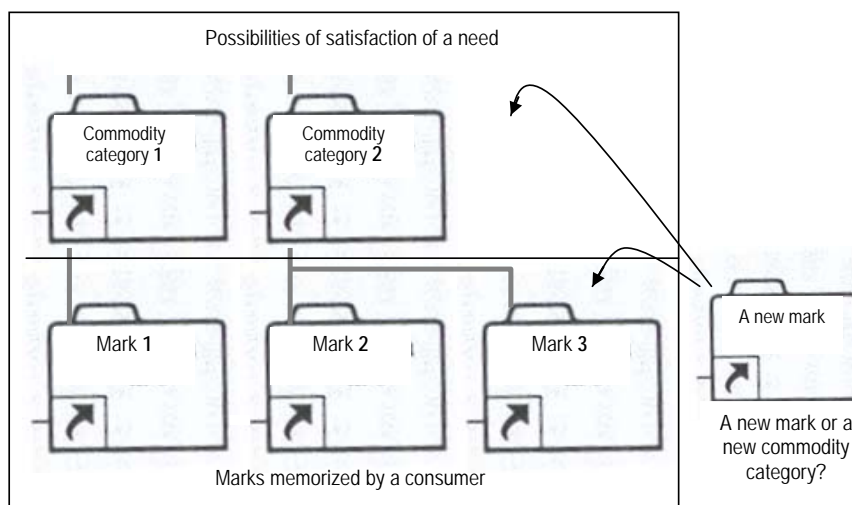 Possibilities of satisfaction of a need
Commodity
category 1
Commodity
category 2
Mark 1
Mark 2
Mark 3
A new mark
A new mark or a
new commodity
category?
Marks memorized by a consumer